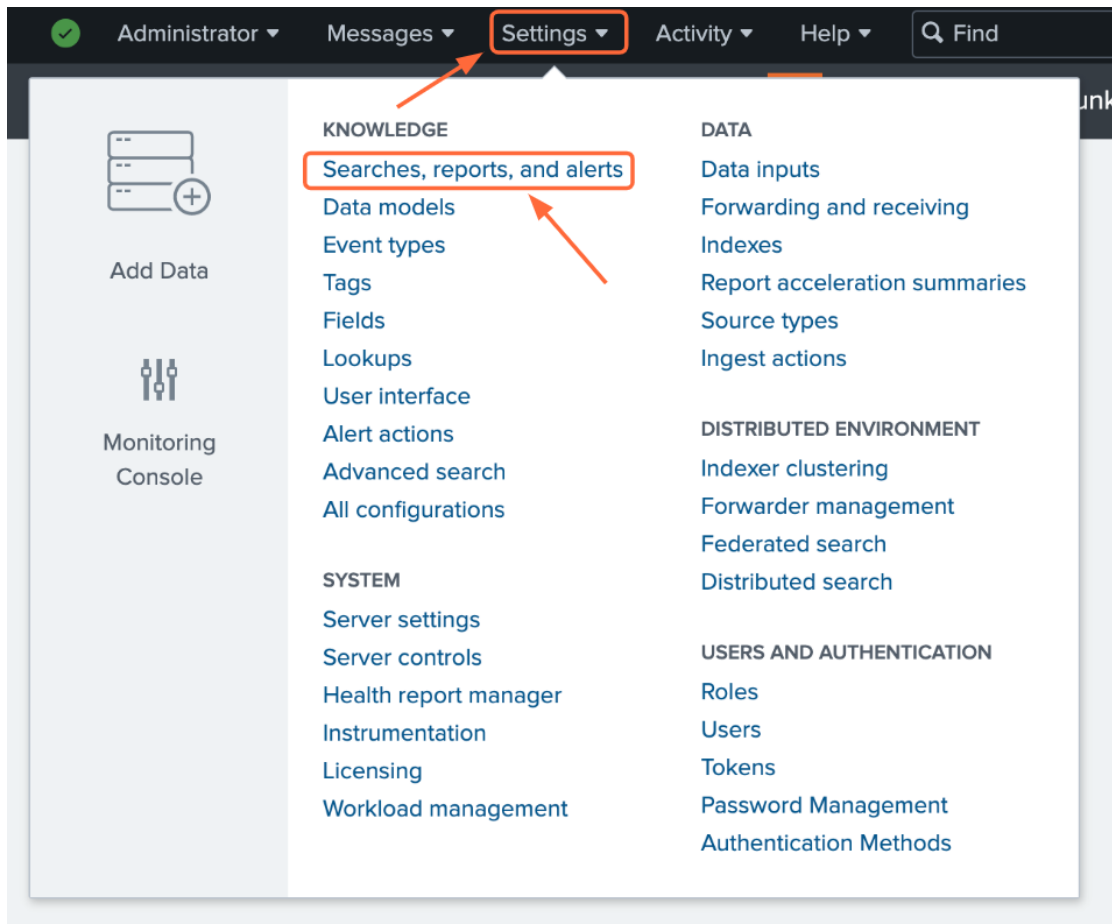 Administrator Messages Settings Activity Help Find
Add Data
Monitoring
Console
KNOWLEDGE
Searches, reports, and alerts
Data models
Event types
Tags
Fields
Lookups
User interface
Alert actions
Advanced search
All configurations
SYSTEM
Server settings
Server controls
Health report manager
Instrumentation
Licensing
Workload management
DATA
Data inputs
Forwarding and receiving
Indexes
Report acceleration summaries
Source types
Ingest actions
DISTRIBUTED ENVIRONMENT
Indexer clustering
Forwarder management
Federated search
Distributed search
USERS AND AUTHENTICATION
Roles
Users
Tokens
Password Management
Authentication Methods